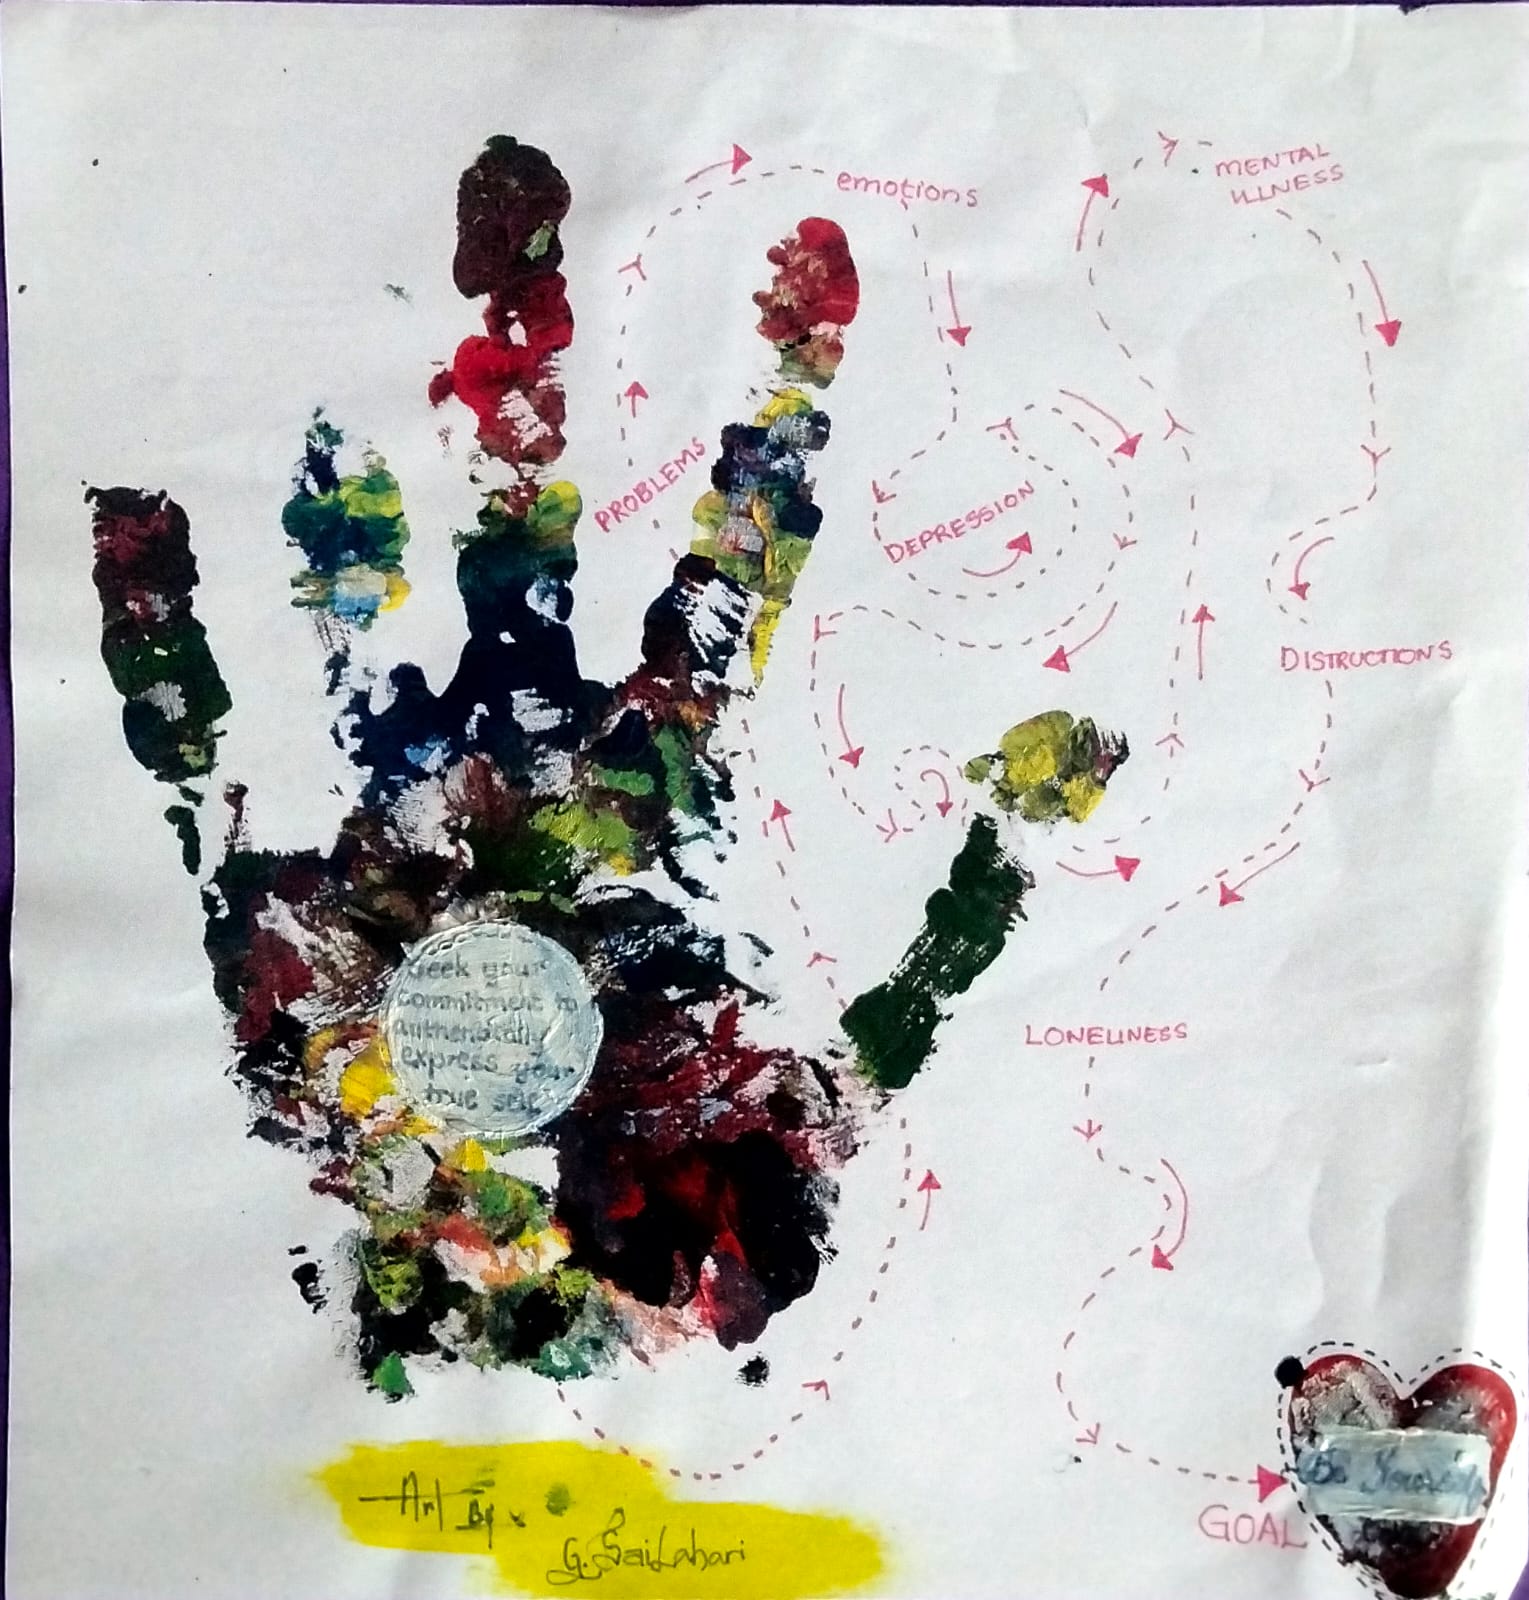 emotions
MENTAL
ILLNESS
PROBLEMS
DEPRESSION
DISTRUCTIONS
Seek your
commitment to
authentically
express your
true self
LONELINESS
Be Yourself
GOAL
Art By
G. SaiLahari